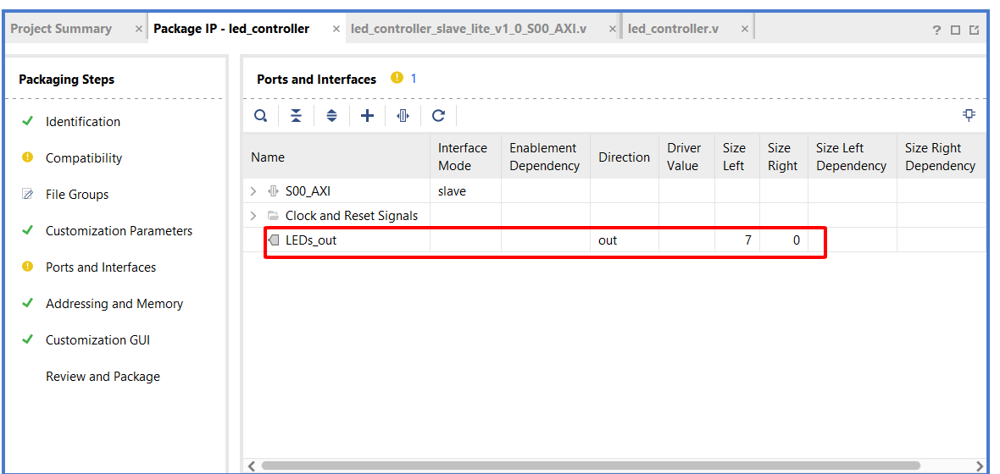 Project Summary × Package IP - led_controller × led_controller_slave_lite_v1_0_S00_AXI.v × led_controller.v × ?
Packaging Steps
Identification
Compatibility
File Groups
Customization Parameters
Ports and Interfaces
Addressing and Memory
Customization GUI
Review and Package
Ports and Interfaces 1
Name Interface Mode Enablement Dependency Direction Driver Value Size Left Size Right Size Left Dependency Size Right Dependency
S00_AXI slave
Clock and Reset Signals
LEDs_out out 7 0